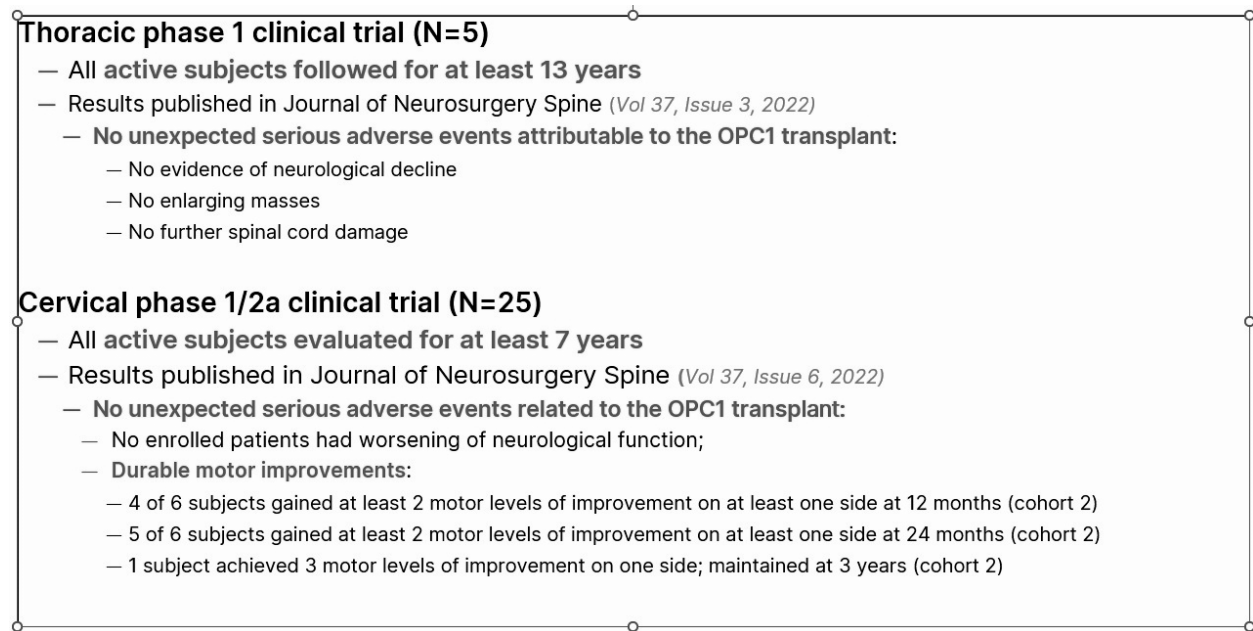 Thoracic phase 1 clinical trial (N=5)
— All active subjects followed for at least 13 years
— Results published in Journal of Neurosurgery Spine (Vol 37, Issue 3, 2022)
— No unexpected serious adverse events attributable to the OPC1 transplant:
— No evidence of neurological decline
— No enlarging masses
— No further spinal cord damage
Cervical phase 1/2a clinical trial (N=25)
— All active subjects evaluated for at least 7 years
— Results published in Journal of Neurosurgery Spine (Vol 37, Issue 6, 2022)
— No unexpected serious adverse events related to the OPC1 transplant:
— No enrolled patients had worsening of neurological function;
— Durable motor improvements:
— 4 of 6 subjects gained at least 2 motor levels of improvement on at least one side at 12 months (cohort 2)
— 5 of 6 subjects gained at least 2 motor levels of improvement on at least one side at 24 months (cohort 2)
— 1 subject achieved 3 motor levels of improvement on one side; maintained at 3 years (cohort 2)